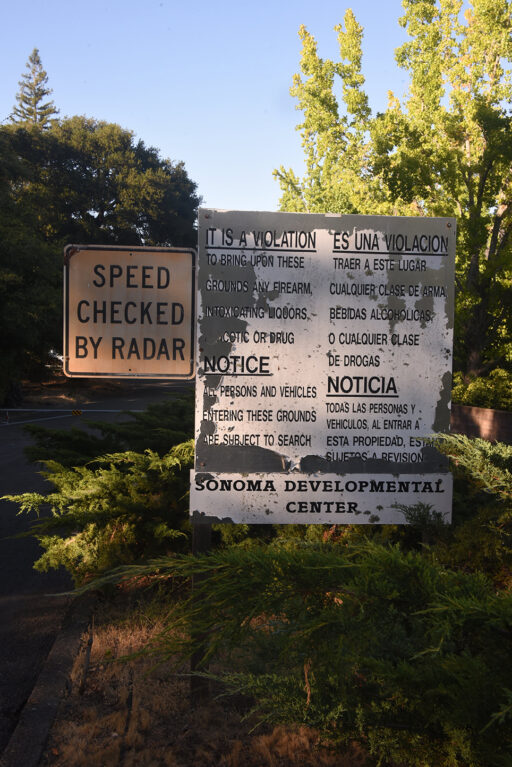 SPEED
CHECKED
BY RADAR
IT IS A VIOLATION
TO BRING UPON THESE
GROUNDS ANY FIREARM,
INTOXICATING LIQUORS,
OR DRUG
NOTICE
ALL PERSONS AND VEHICLES
ENTERING THESE GROUNDS
ARE SUBJECT TO SEARCH
ES UNA VIOLACION
TRAER A ESTE LUGAR
CUALQUIER CLASE DE ARMA
BEBIDAS ALCOHOLICAS,
O CUALQUIER CLASE
DE DROGAS
NOTICIA
TODAS LAS PERSONAS Y
VEHICULOS, AL ENTRAR A
ESTA PROPIEDAD, ESTAN
SUJETOS A REVISION
SONOMA DEVELOPMENTAL
CENTER